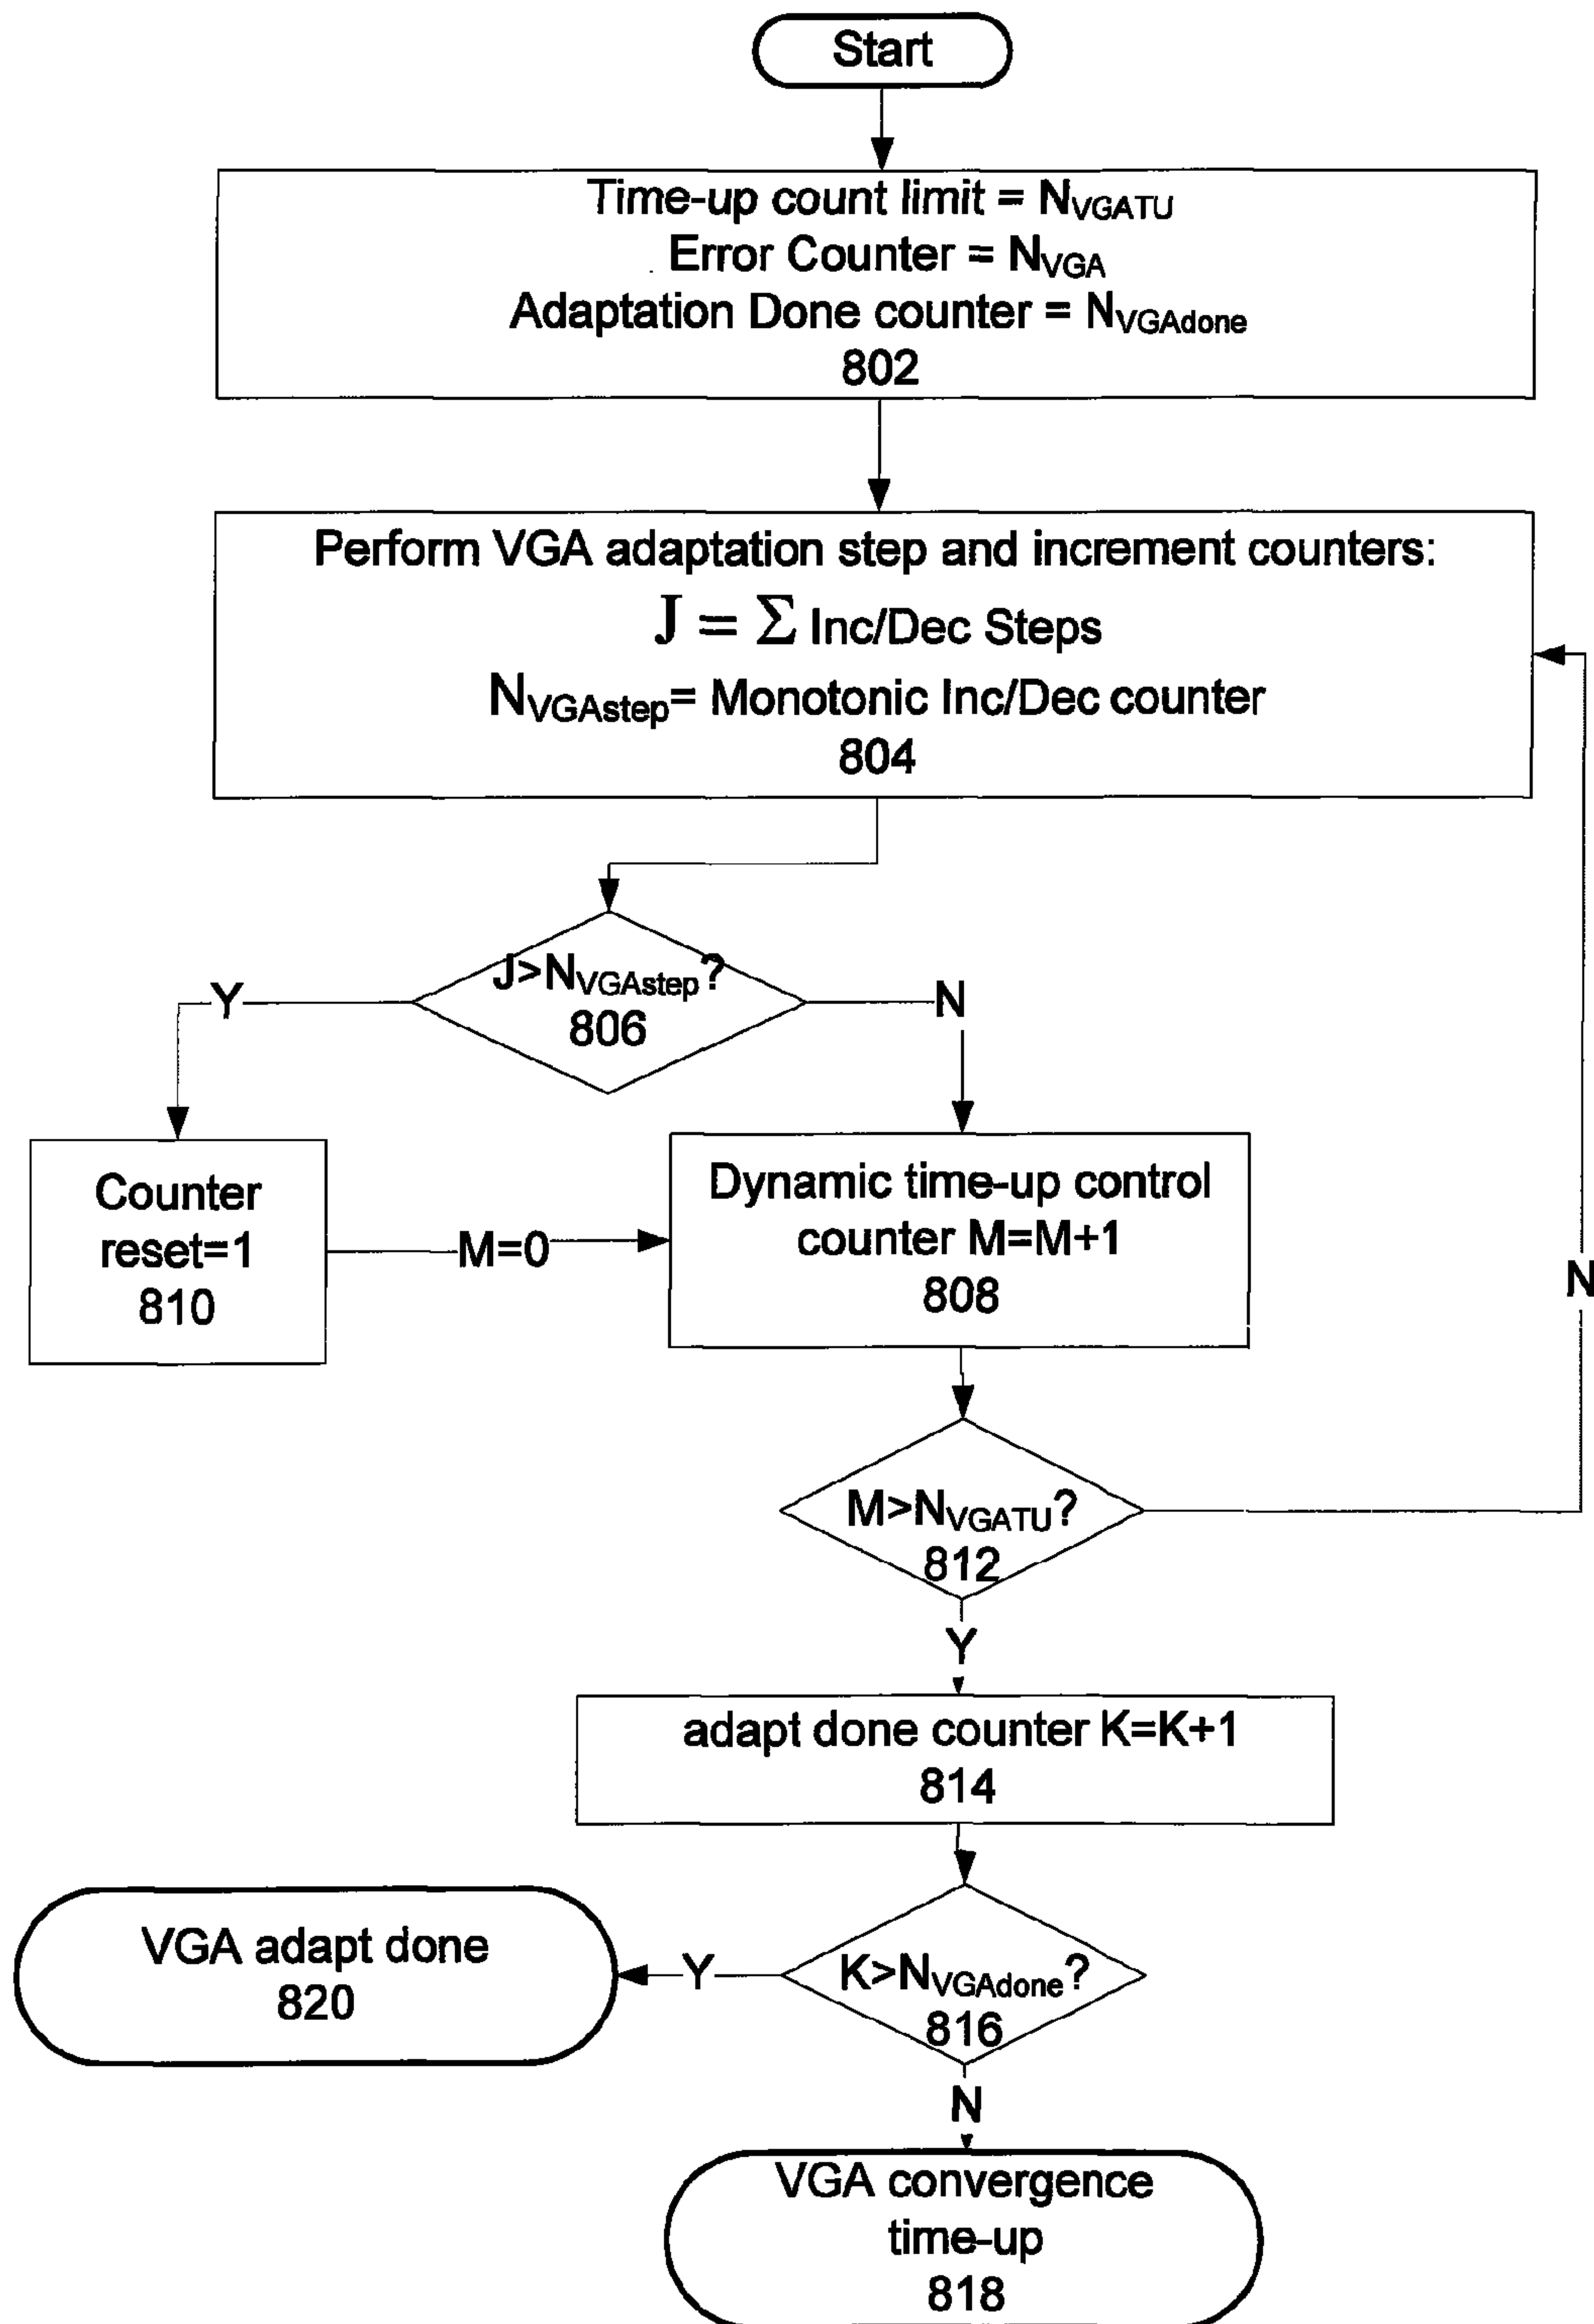 Start
Time-up count limit = NVGATU
Error Counter = NVGA
Adaptation Done counter = NVGAdone
802
Perform VGA adaptation step and increment counters:
J = Σ Inc/Dec Steps
NVGAstep= Monotonic Inc/Dec counter
804
J>NVGAstep?
806
Y
N
Counter
reset=1
810
M=0
Dynamic time-up control
counter M=M+1
808
N
M>NVGATU?
812
Y
adapt done counter K=K+1
814
VGA adapt done
820
Y
K>NVGAdone?
816
N
VGA convergence
time-up
818